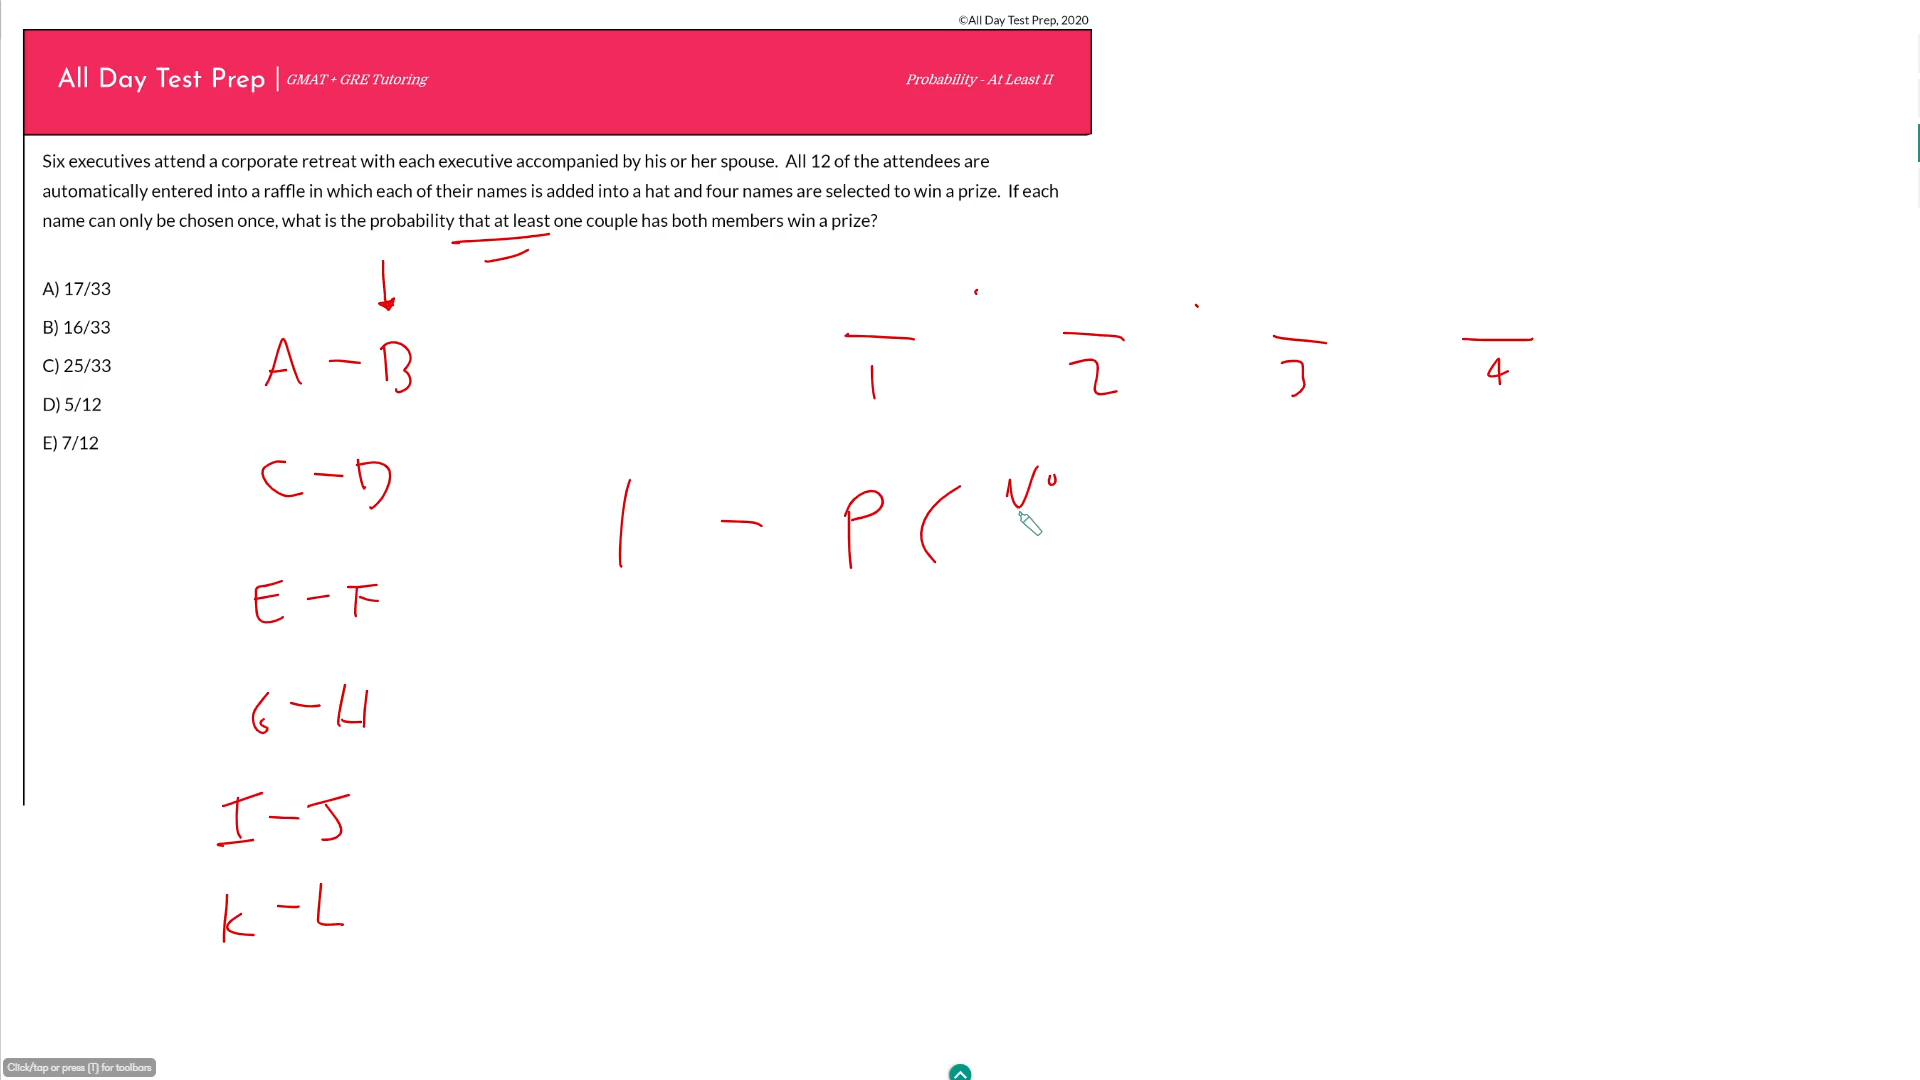 ©All Day Test Prep, 2020
All Day Test Prep | GMAT + GRE Tutoring
Probability - At Least II
Six executives attend a corporate retreat with each executive accompanied by his or her spouse. All 12 of the attendees are
automatically entered into a raffle in which each of their names is added into a hat and four names are selected to win a prize. If each
name can only be chosen once, what is the probability that at least one couple has both members win a prize?
A) 17/33
B) 16/33
C) 25/33
D) 5/12
E) 7/12
A - B
C - D
E - F
G - H
I - J
K - L
1 2 3 4
1 - P( No
Click/tap or press [T] for toolbars